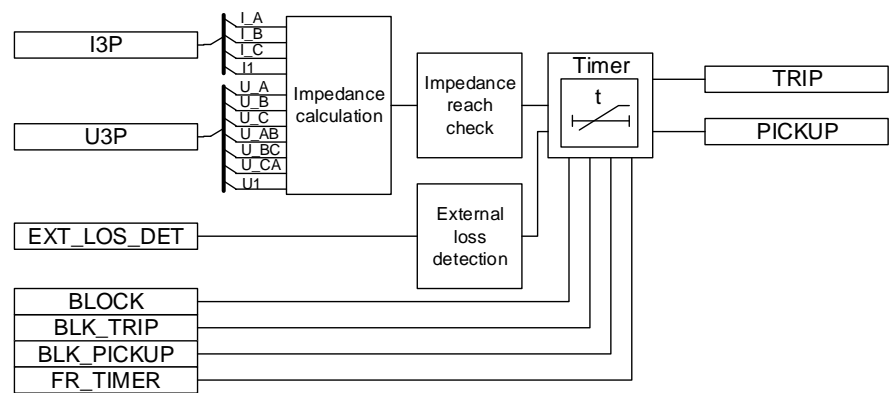 I3P
I_A
I_B
I_C
I1
U3P
U_A
U_B
U_C
U_AB
U_BC
U_CA
U1
Impedance
calculation
Impedance
reach
check
Timer
t
TRIP
PICKUP
EXT_LOS_DET
External
loss
detection
BLOCK
BLK_TRIP
BLK_PICKUP
FR_TIMER